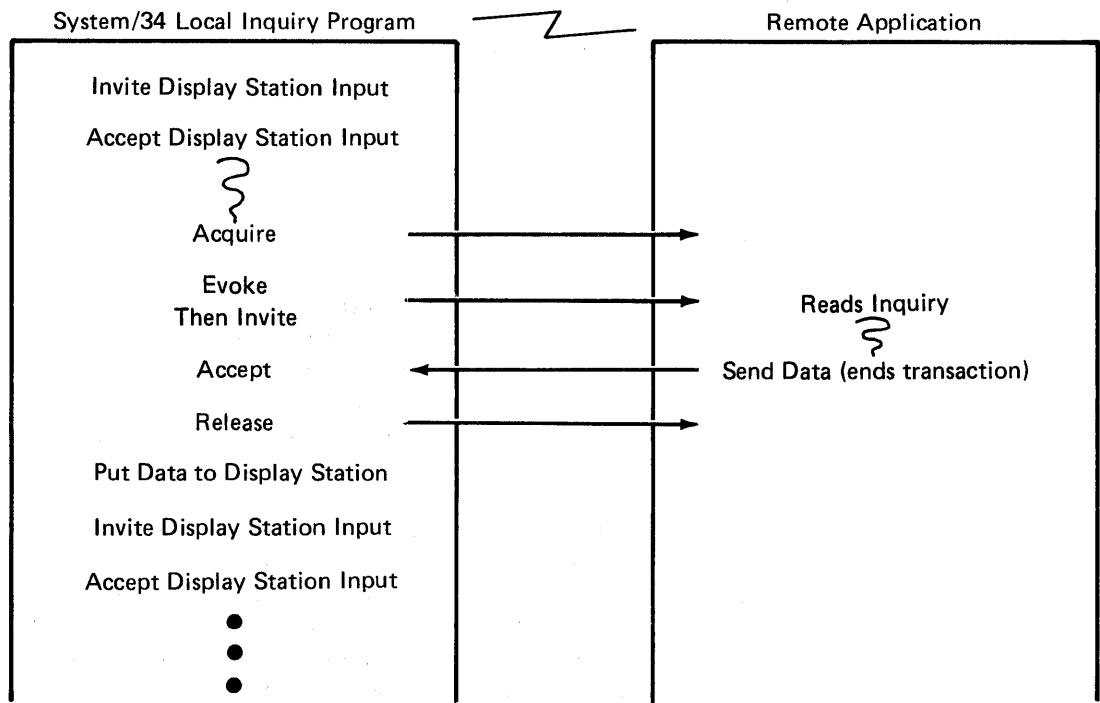 System/34 Local Inquiry Program
Remote Application
Invite Display Station Input
Accept Display Station Input
Acquire
Evoke
Then Invite
Reads Inquiry
Accept
Send Data (ends transaction)
Release
Put Data to Display Station
Invite Display Station Input
Accept Display Station Input